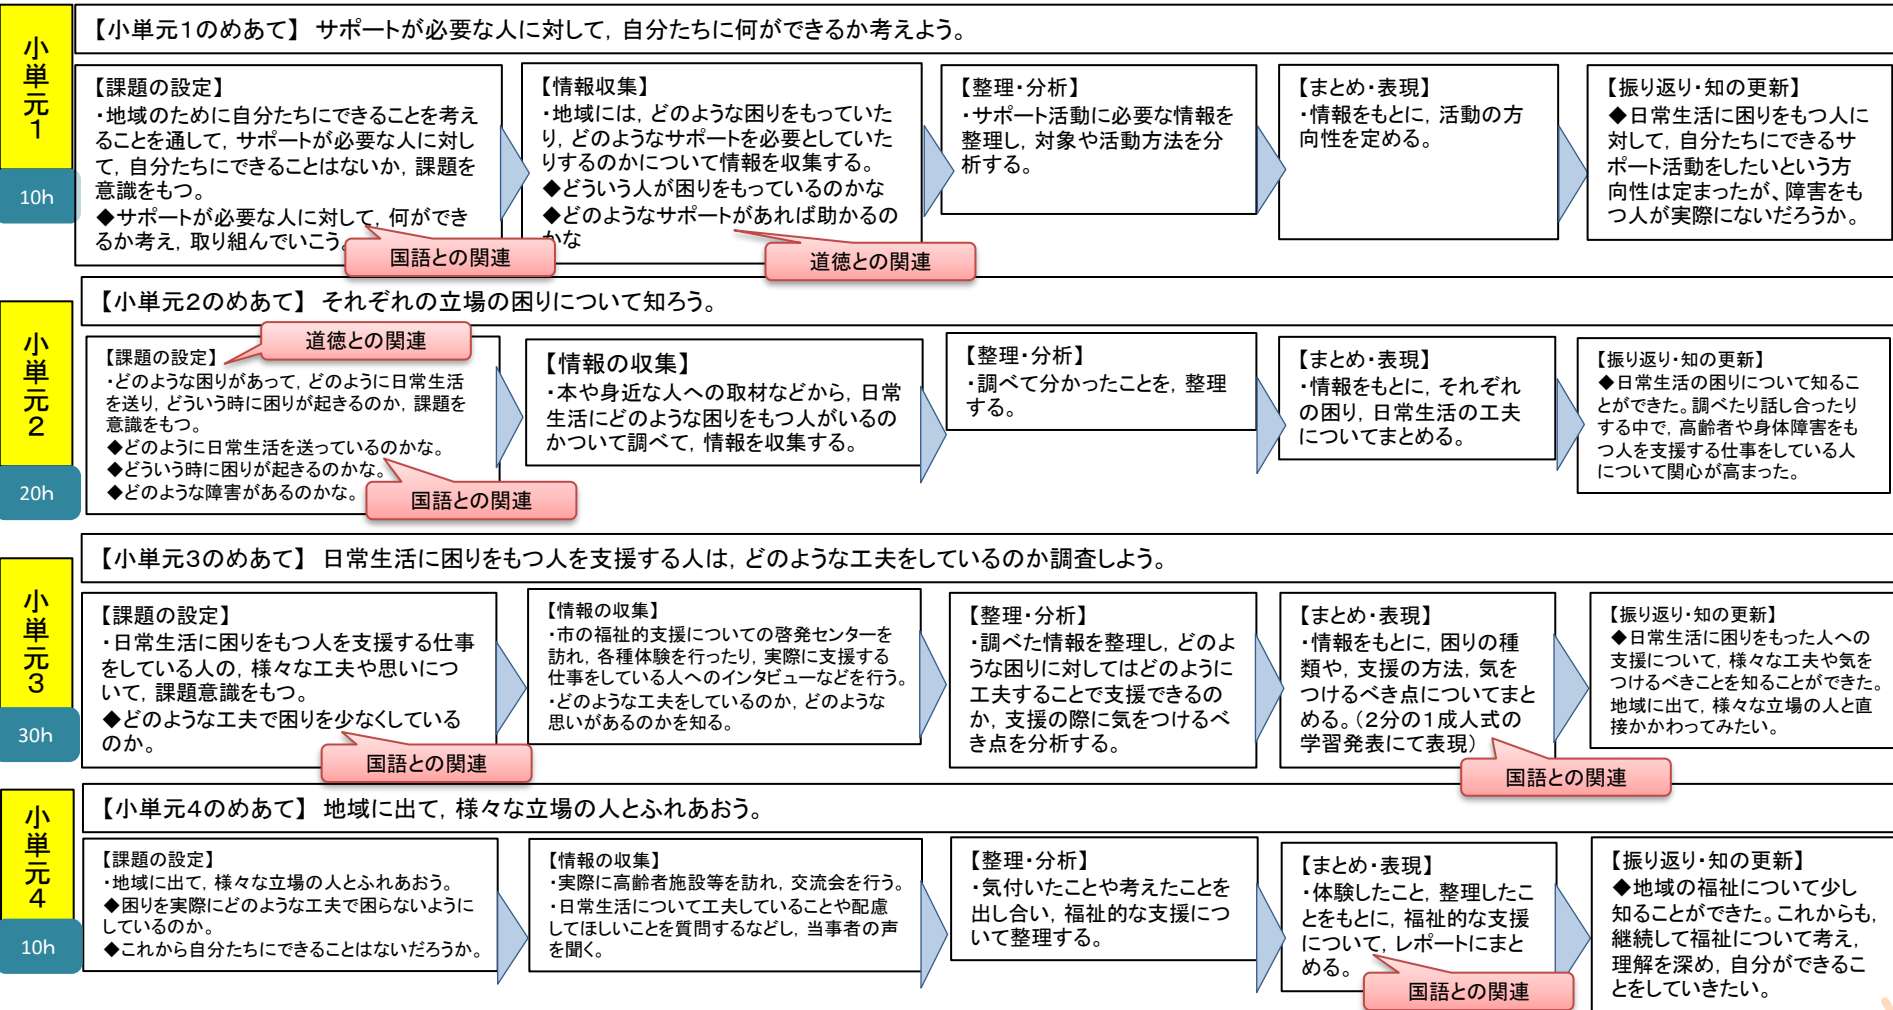 小単元1
10h
【小単元1のめあて】 サポートが必要な人に対して，自分たちに何ができるか考えよう。
【課題の設定】
・地域のために自分たちにできることを考え
ることを通して，サポートが必要な人に対し
て，自分たちにできることはないか，課題を
意識をもつ。
◆サポートが必要な人に対して，何ができ
るか考え，取り組んでいこう。
国語との関連
【情報収集】
・地域には，どのような困りをもっていた
り，どのようなサポートを必要としていた
りするのかについて情報を収集する。
◆どういう人が困りをもっているのかな
◆どのようなサポートがあれば助かるの
かな
道徳との関連
【整理・分析】
・サポート活動に必要な情報を
整理し，対象や活動方法を分
析する。
【まとめ・表現】
・情報をもとに，活動の方
向性を定める。
【振り返り・知の更新】
◆日常生活に困りをもつ人に
対して，自分たちにできるサ
ポート活動をしたいという方
向性は定まったが、障害をも
つ人が実際にないだろうか。
小単元2
20h
【小単元2のめあて】 それぞれの立場の困りについて知ろう。
道徳との関連
【課題の設定】
・どのような困りがあって，どのように日常生活
を送り，どういう時に困りが起きるのか，課題を
意識をもつ。
◆どのように日常生活を送っているのかな。
◆どういう時に困りが起きるのかな。
◆どのような障害があるのかな。
国語との関連
【情報の収集】
・本や身近な人への取材などから，日常
生活にどのような困りをもつ人がいるの
かついて調べて，情報を収集する。
【整理・分析】
・調べて分かったことを，整理
する。
【まとめ・表現】
・情報をもとに，それぞれ
の困り，日常生活の工夫
についてまとめる。
【振り返り・知の更新】
◆日常生活の困りについて知るこ
とができた。調べたり話し合ったり
する中で，高齢者や身体障害をも
つ人を支援する仕事をしている人
について関心が高まった。
小単元3
30h
【小単元3のめあて】 日常生活に困りをもつ人を支援する人は，どのような工夫をしているのか調査しよう。
【課題の設定】
・日常生活に困りをもつ人を支援する仕事
をしている人の，様々な工夫や思いにつ
いて，課題意識をもつ。
◆どのような工夫で困りを少なくしている
のか。
国語との関連
【情報の収集】
・市の福祉的支援についての啓発センターを
訪れ，各種体験を行ったり，実際に支援する
仕事をしている人へのインタビューなどを行う。
・どのような工夫をしているのか，どのような
思いがあるのかを知る。
【整理・分析】
・調べた情報を整理し，どのよ
うな困りに対してはどのように
工夫することで支援できるの
か，支援の際に気をつけるべ
き点を分析する。
【まとめ・表現】
・情報をもとに，困りの種
類や，支援の方法，気を
つけるべき点についてまと
める。（2分の1成人式の
学習発表にて表現）
国語との関連
【振り返り・知の更新】
◆日常生活に困りをもった人への
支援について，様々な工夫や気を
つけるべきことを知ることができた。
地域に出て，様々な立場の人と直
接かかわってみたい。
小単元4
10h
【小単元4のめあて】 地域に出て，様々な立場の人とふれあおう。
【課題の設定】
・地域に出て，様々な立場の人とふれあおう。
◆困りを実際にどのような工夫で困らないように
しているのか。
◆これから自分たちにできることはないだろうか。
【情報の収集】
・実際に高齢者施設等を訪れ，交流会を行う。
・日常生活について工夫していることや配慮
してほしいことを質問するなどし，当事者の声
を聞く。
【整理・分析】
・気付いたことや考えたことを
出し合い，福祉的な支援につ
いて整理する。
【まとめ・表現】
・体験したこと，整理したこ
とをもとに，福祉的な支援
について，レポートにまと
める。
国語との関連
【振り返り・知の更新】
◆地域の福祉について少し
知ることができた。これからも，
継続して福祉について考え，
理解を深め，自分ができるこ
とをしていきたい。